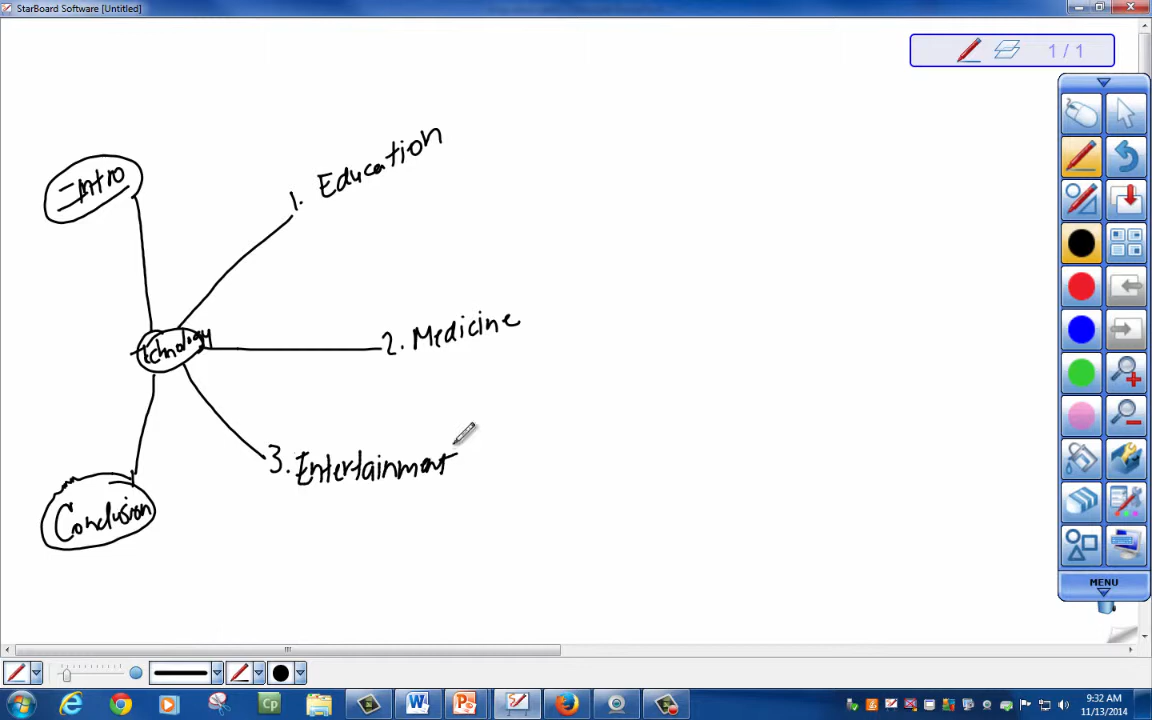 StarBoard Software [Untitled]
1 / 1
Intro
1. Education
technology
2. Medicine
3. Entertainment
Conclusion
MENU
Cp
9:32 AM
11/13/2014